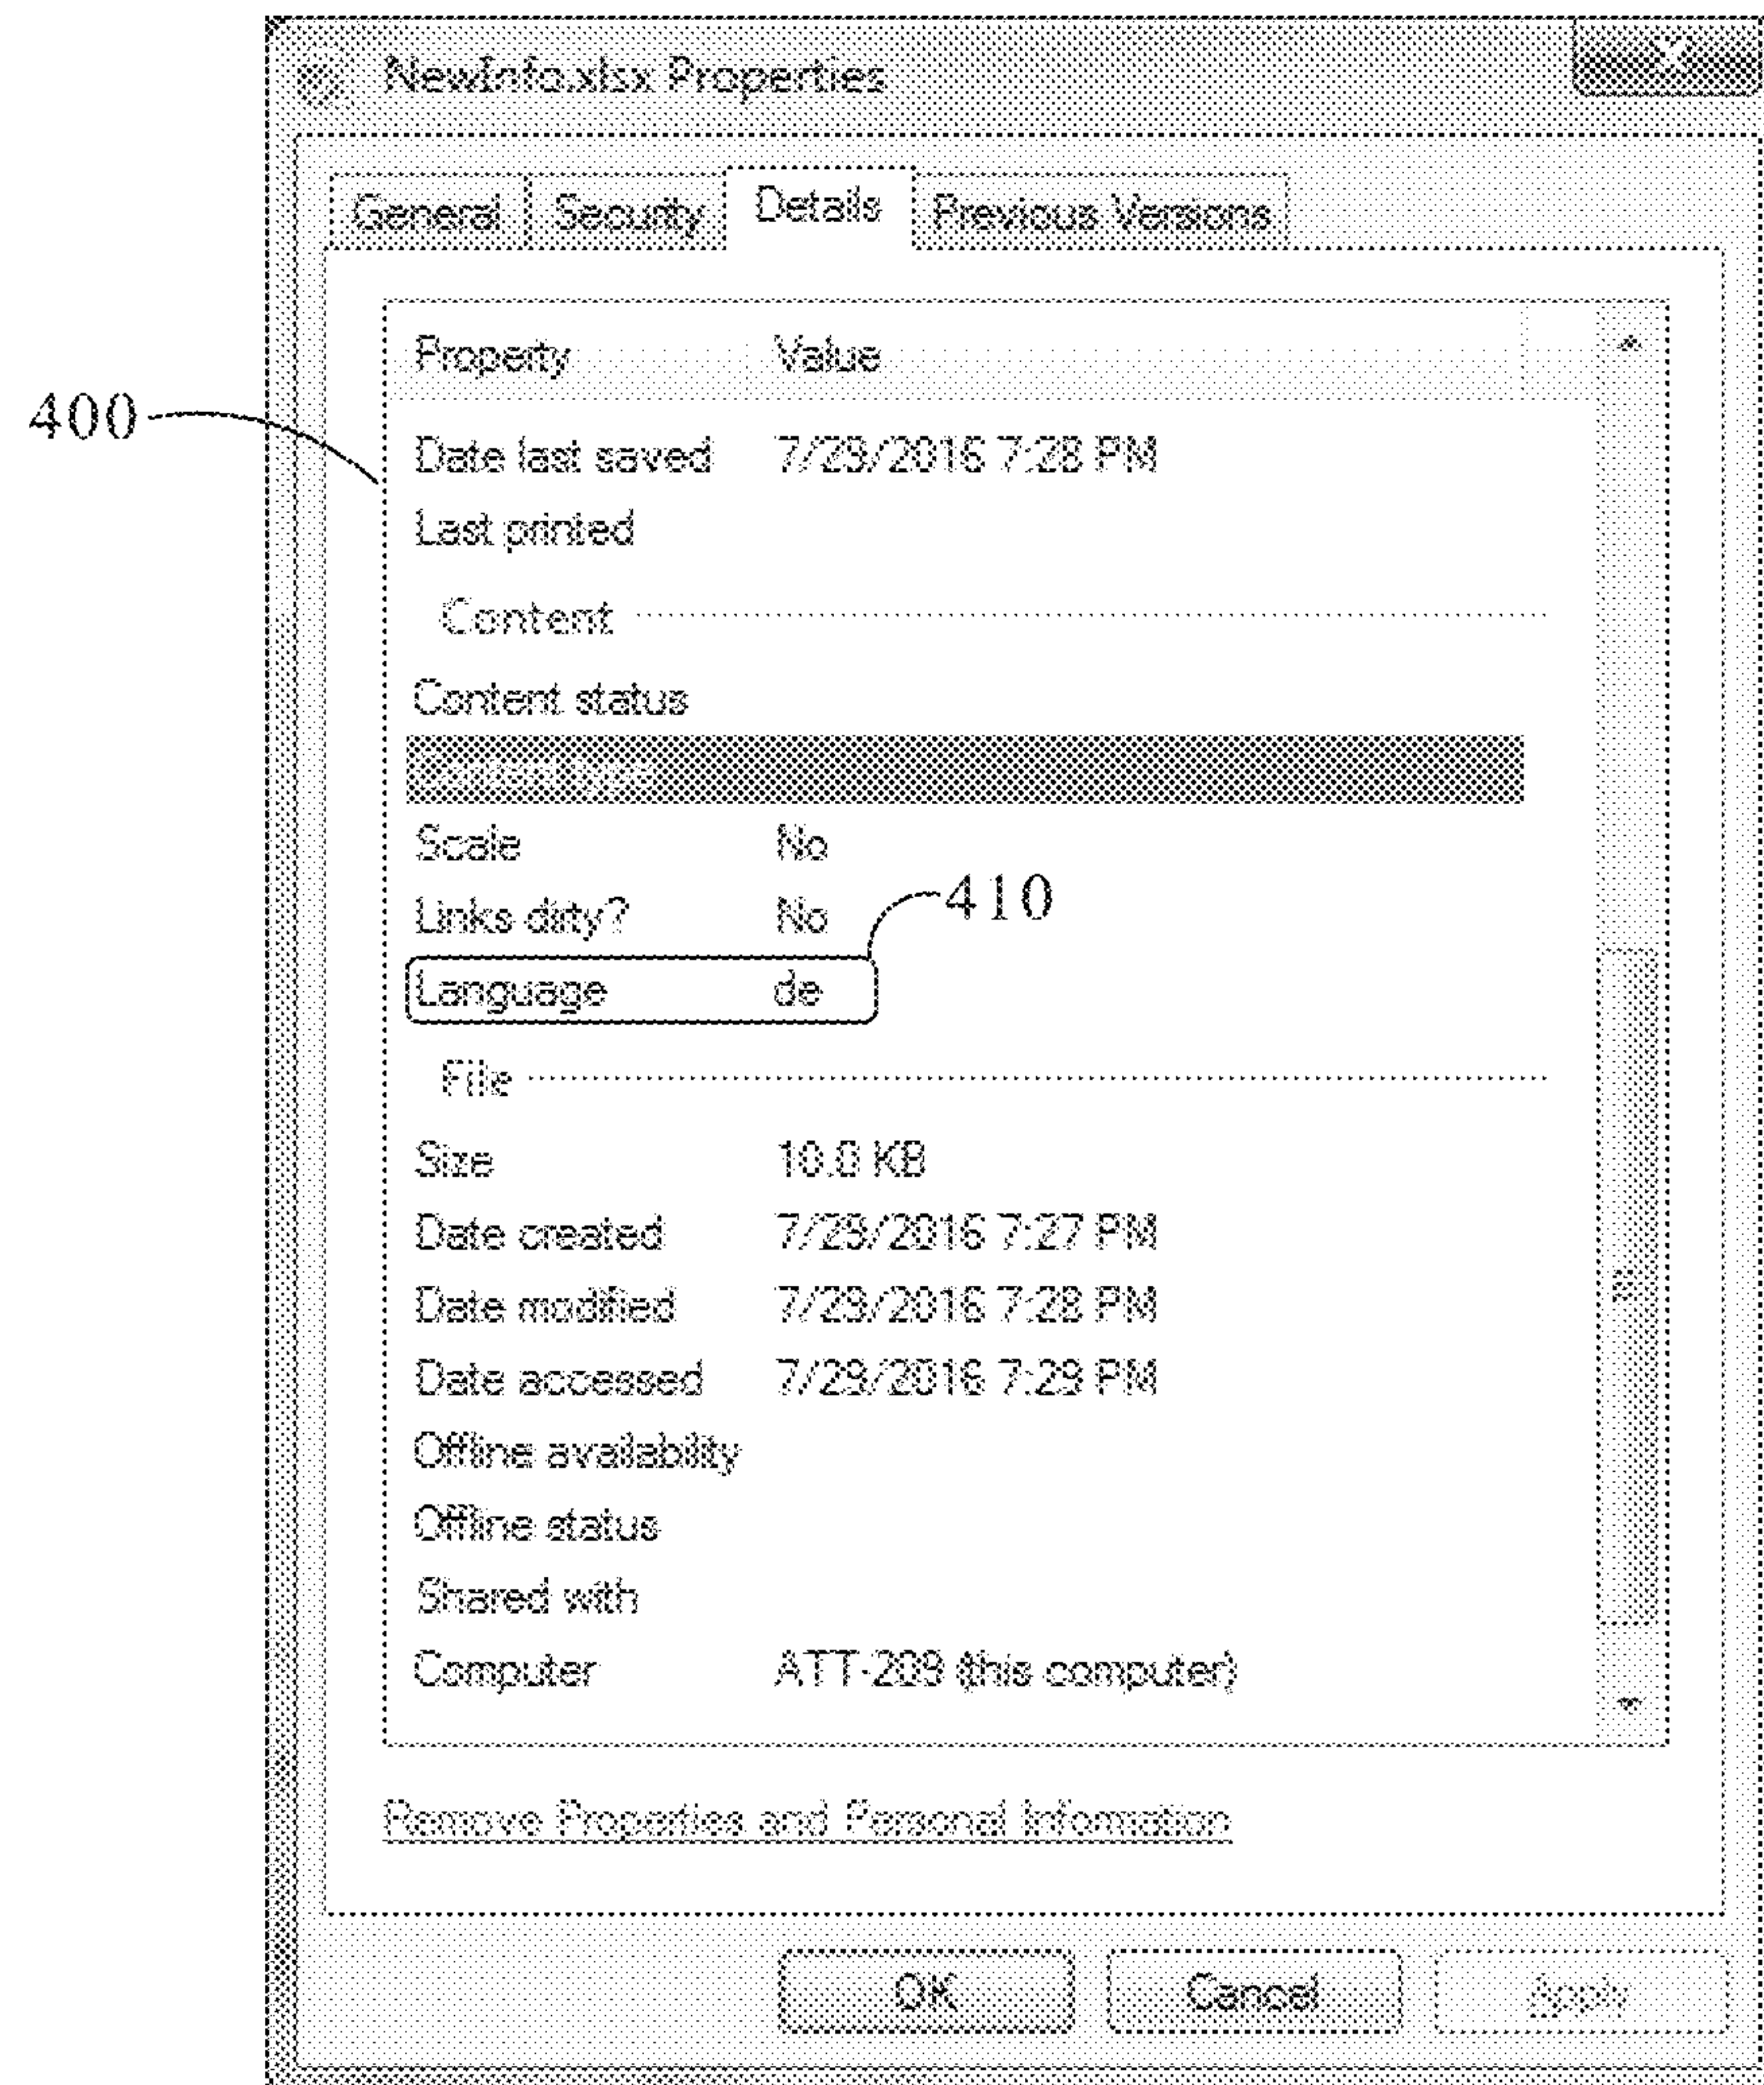 NewInfo.xlsx Properties
General Security Details Previous Versions
Property Value
400
Date last saved 7/29/2016 7:28 PM
Last printed
Content
Content status
Content type
Scale No
Links dirty? No
410
Language de
File
Size 10.0 KB
Date created 7/29/2016 7:27 PM
Date modified 7/29/2016 7:28 PM
Date accessed 7/29/2016 7:29 PM
Offline availability
Offline status
Shared with
Computer ATT-209 (this computer)
Remove Properties and Personal Information
OK Cancel Apply